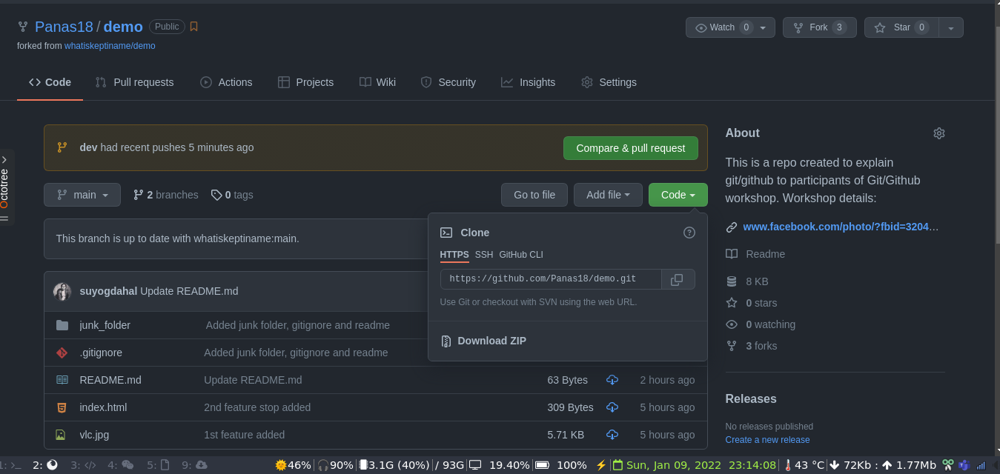 Panas18 / demo Public
Watch 0 Fork 3 Star 0
forked from whatiskeptiname/demo
Code Pull requests Actions Projects Wiki Security Insights Settings
dev had recent pushes 5 minutes ago
Compare & pull request
Octotree
main 2 branches 0 tags
Go to file Add file Code
This branch is up to date with whatiskeptiname:main.
suyogdahal Update README.md
junk_folder Added junk folder, gitignore and readme
.gitignore Added junk folder, gitignore and readme
README.md Update README.md 63 Bytes 2 hours ago
index.html 2nd feature stop added 309 Bytes 5 hours ago
vlc.jpg 1st feature added 5.71 KB 5 hours ago
Clone
HTTPS SSH GitHub CLI
https://github.com/Panas18/demo.git
Use Git or checkout with SVN using the web URL.
Download ZIP
About
This is a repo created to explain
git/github to participants of Git/Github
workshop. Workshop details:
www.facebook.com/photo/?fbid=3204…
Readme
8 KB
0 stars
0 watching
3 forks
Releases
No releases published
Create a new release
1: 2: 3: 4: 5: 9: 46% 90% 3.1G (40%) / 93G 19.40% 100% Sun, Jan 09, 2022 23:14:08 43 °C 72Kb : 1.77Mb